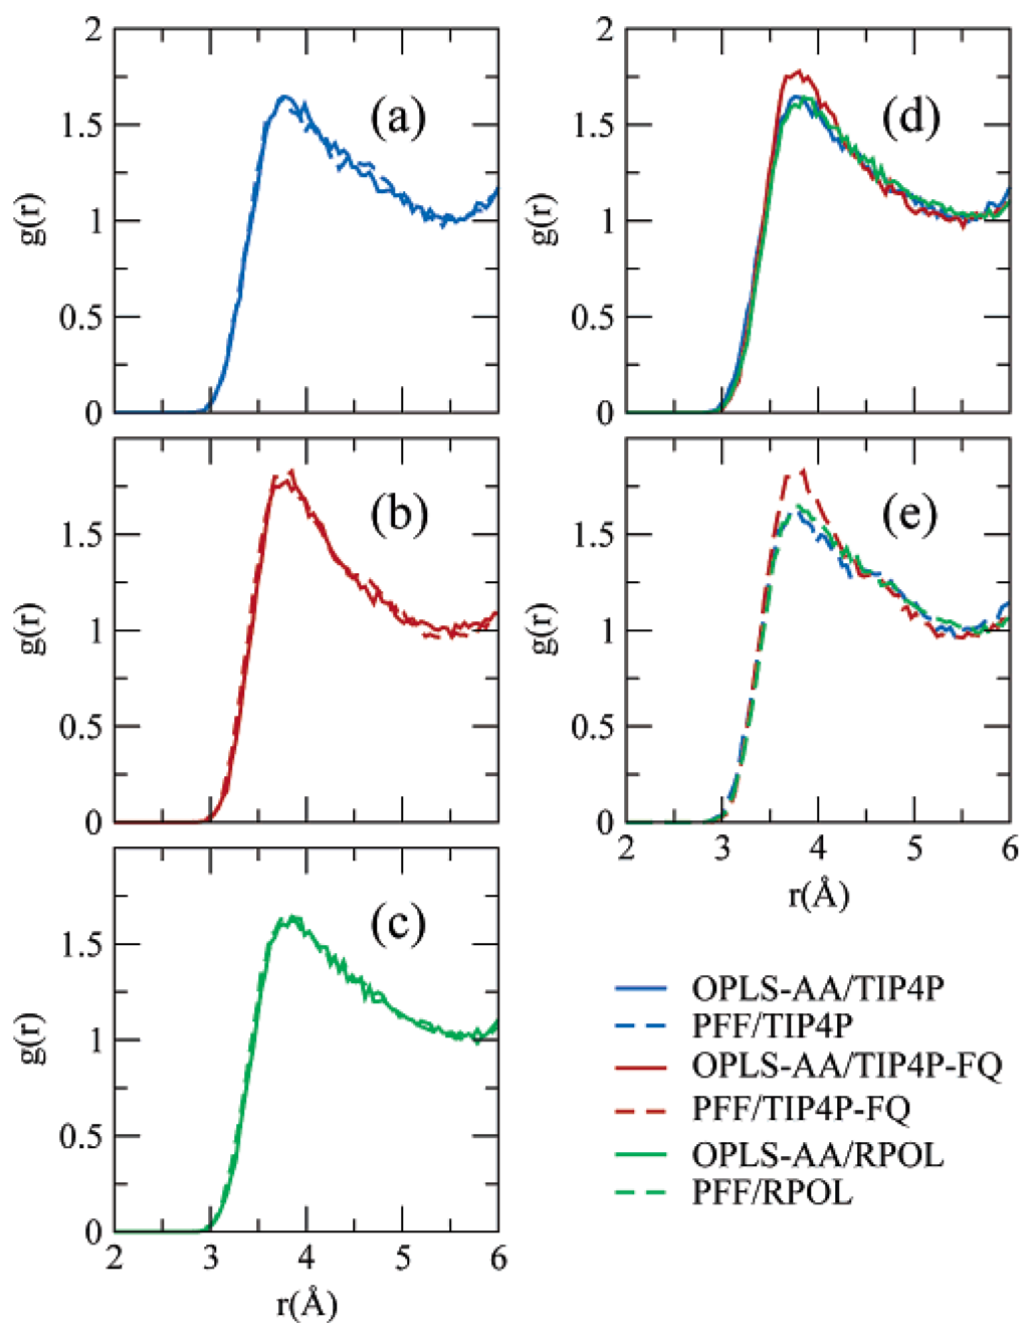 2
1.5
1
0.5
0
g(r)
(a)
g(r)
2
1.5
1
0.5
0
(d)
1.5
1
0.5
0
g(r)
(b)
g(r)
1.5
1
0.5
0
2
3
4
5
6
r(Å)
(e)
1.5
1
0.5
0
g(r)
(c)
2
3
4
5
6
r(Å)
OPLS-AA/TIP4P
PFF/TIP4P
OPLS-AA/TIP4P-FQ
PFF/TIP4P-FQ
OPLS-AA/RPOL
PFF/RPOL